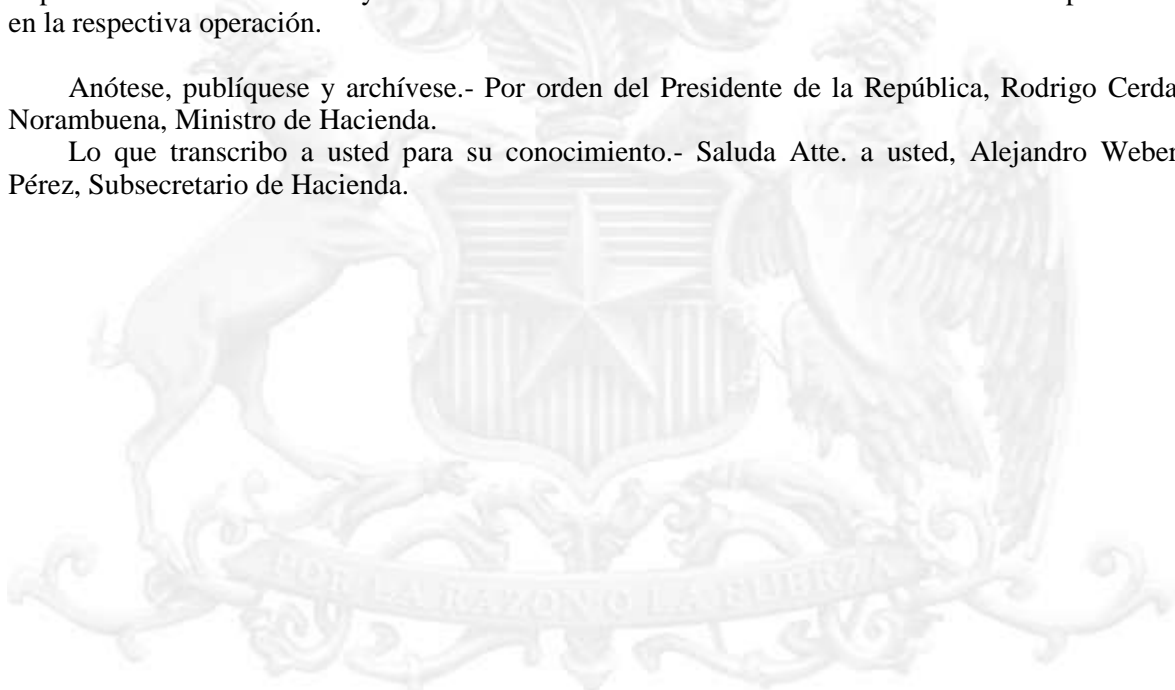 en la respectiva operación.
Anótese, publíquese y archívese.- Por orden del Presidente de la República, Rodrigo Cerda
Norambuena, Ministro de Hacienda.
Lo que transcribo a usted para su conocimiento.- Saluda Atte. a usted, Alejandro Weber
Pérez, Subsecretario de Hacienda.
POR LA RAZON O LA FUERZA